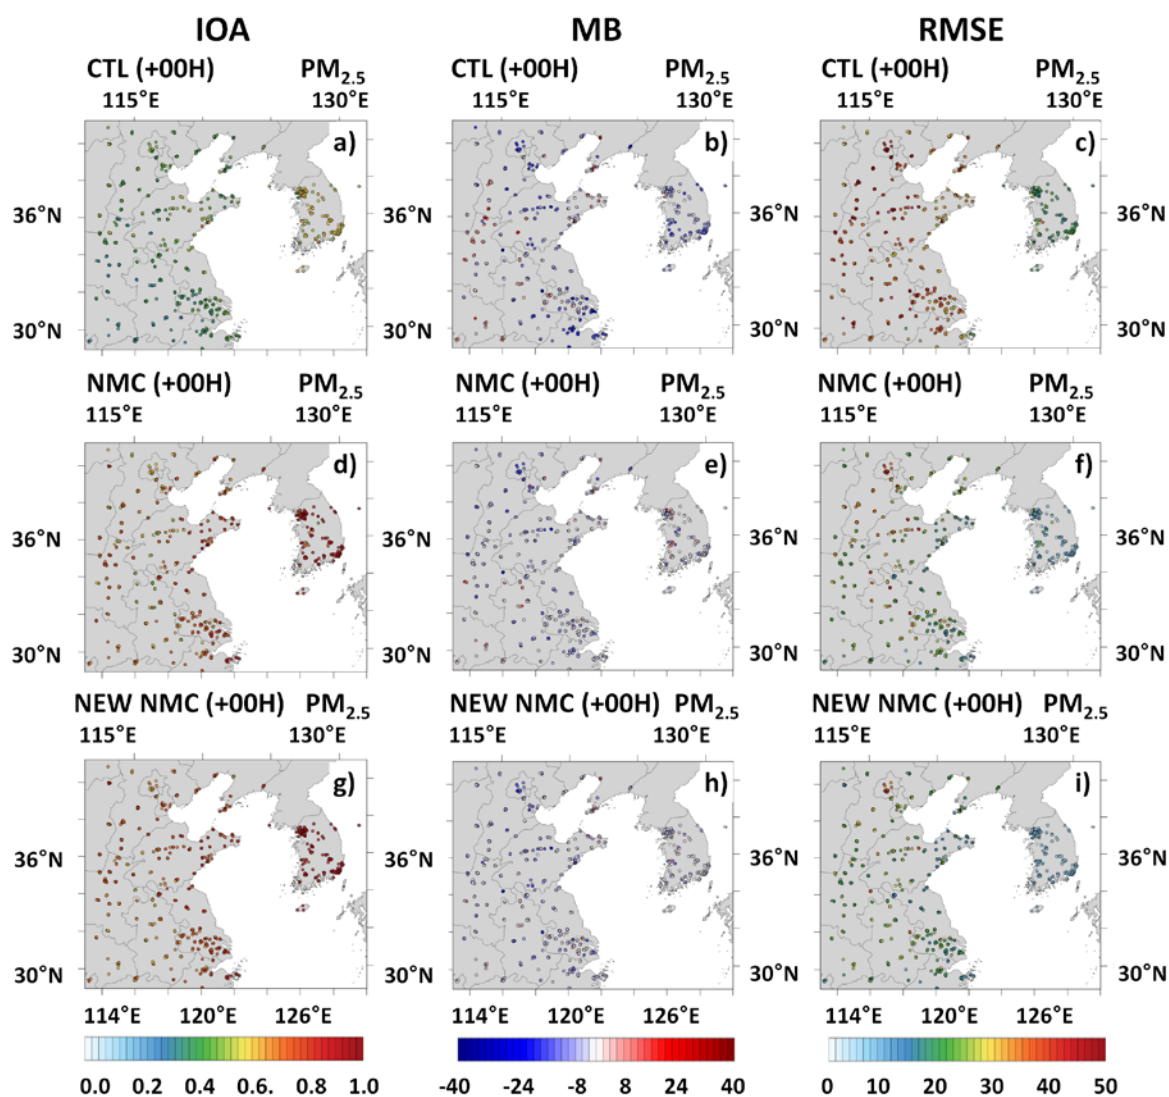 IOA MB RMSE
CTL (+00H) PM2.5 CTL (+00H) PM2.5 CTL (+00H) PM2.5
115°E 130°E 115°E 130°E 115°E 130°E
a) b) c)
36°N 36°N 36°N 36°N
30°N 30°N 30°N 30°N
NMC (+00H) PM2.5 NMC (+00H) PM2.5 NMC (+00H) PM2.5
115°E 130°E 115°E 130°E 115°E 130°E
d) e) f)
36°N 36°N 36°N 36°N
30°N 30°N 30°N 30°N
NEW NMC (+00H) PM2.5 NEW NMC (+00H) PM2.5 NEW NMC (+00H) PM2.5
115°E 130°E 115°E 130°E 115°E 130°E
g) h) i)
36°N 36°N 36°N 36°N
30°N 30°N 30°N 30°N
114°E 120°E 126°E 114°E 120°E 126°E 114°E 120°E 126°E
0.0 0.2 0.4 0.6. 1.0 -40 -24 -8 8 24 40 0 10 20 30 40 50